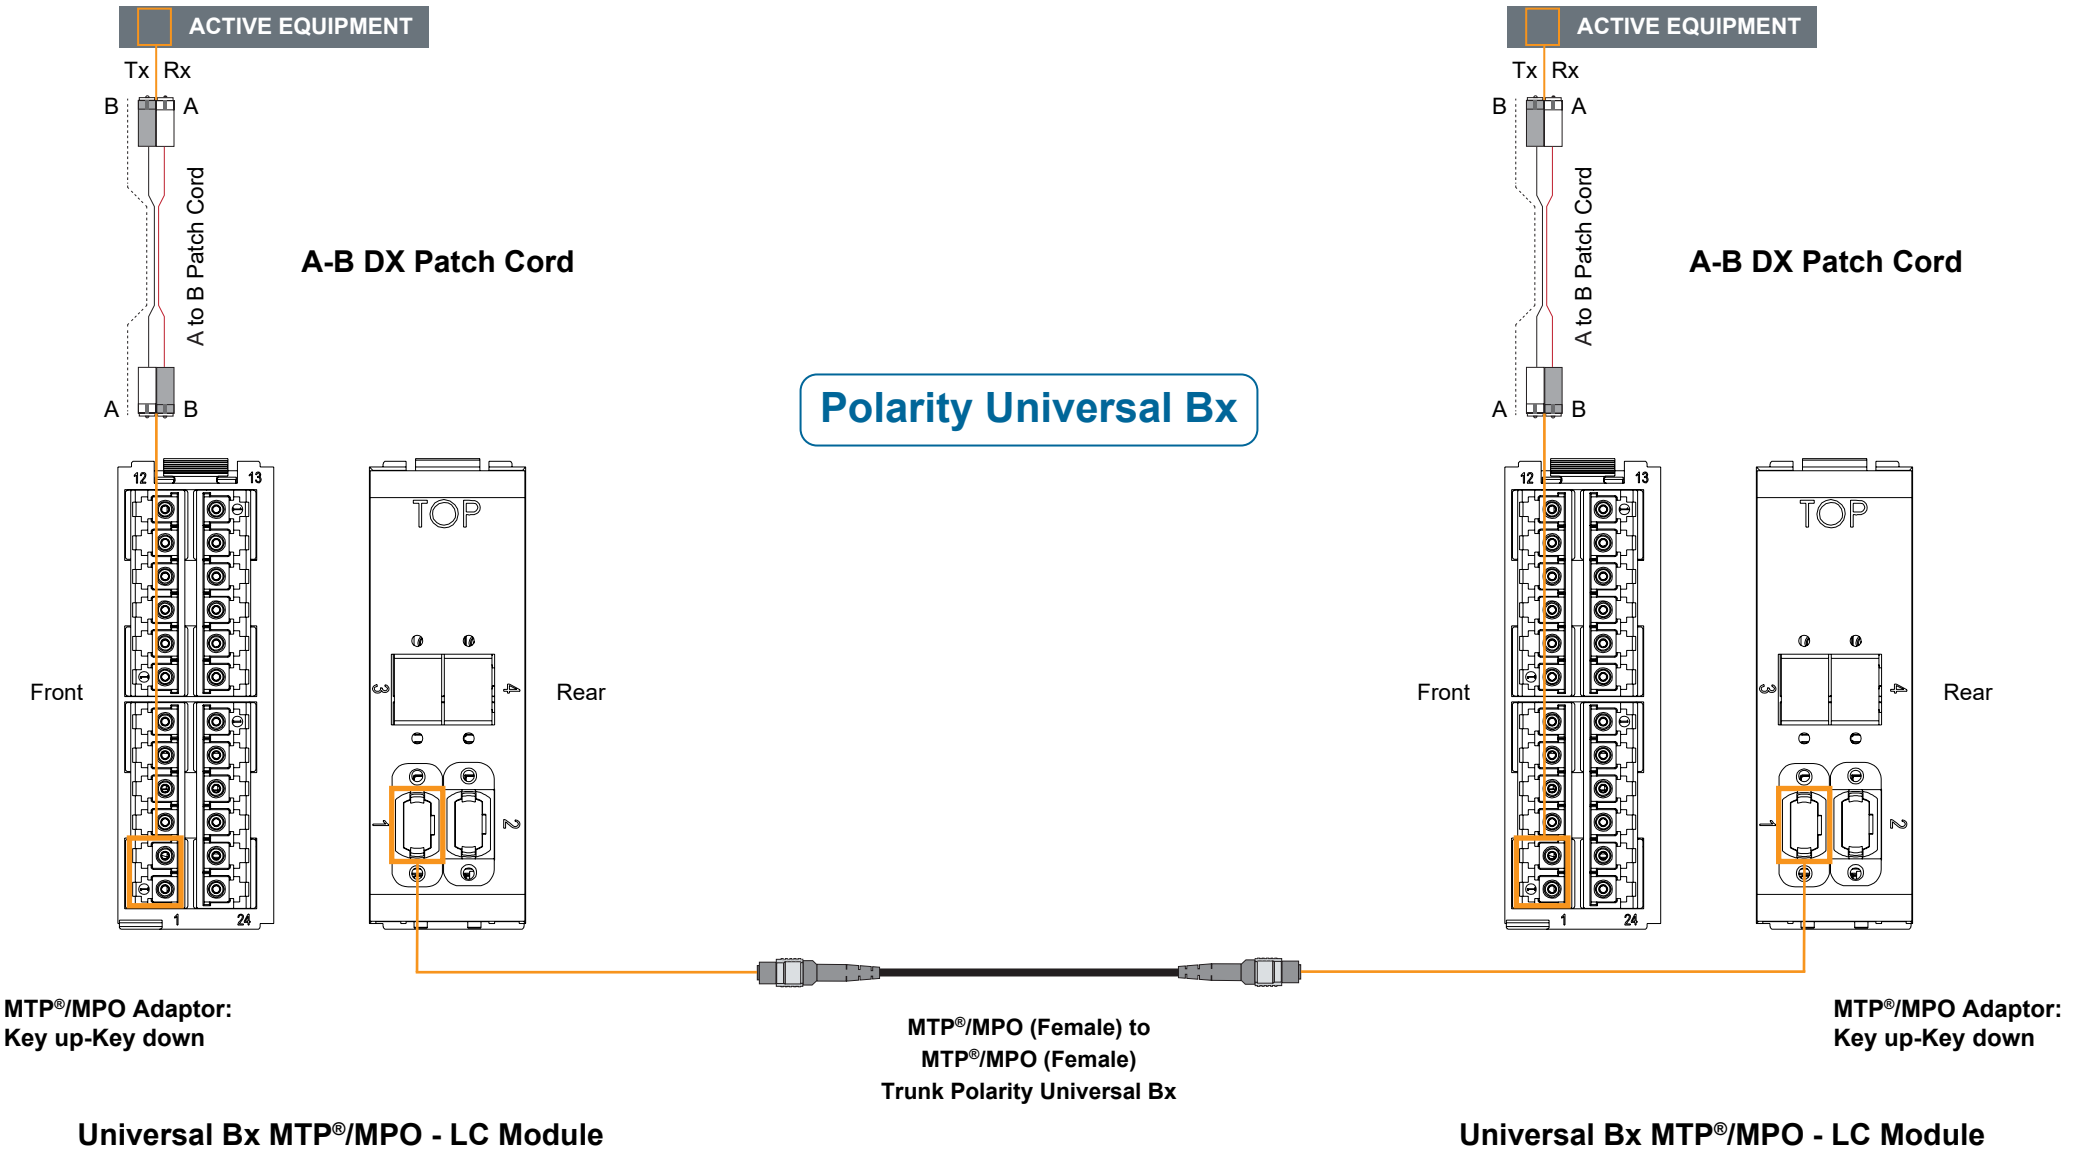 ACTIVE EQUIPMENT
Tx Rx
B A
A to B Patch Cord
A-B DX Patch Cord
A B
12 13
1 24
Front
TOP
3 4
1 2
Rear
MTP®/MPO Adaptor:
Key up-Key down
Universal Bx MTP®/MPO - LC Module
Polarity Universal Bx
MTP®/MPO (Female) to
MTP®/MPO (Female)
Trunk Polarity Universal Bx
ACTIVE EQUIPMENT
Tx Rx
B A
A to B Patch Cord
A-B DX Patch Cord
A B
12 13
1 24
Front
TOP
3 4
1 2
Rear
MTP®/MPO Adaptor:
Key up-Key down
Universal Bx MTP®/MPO - LC Module